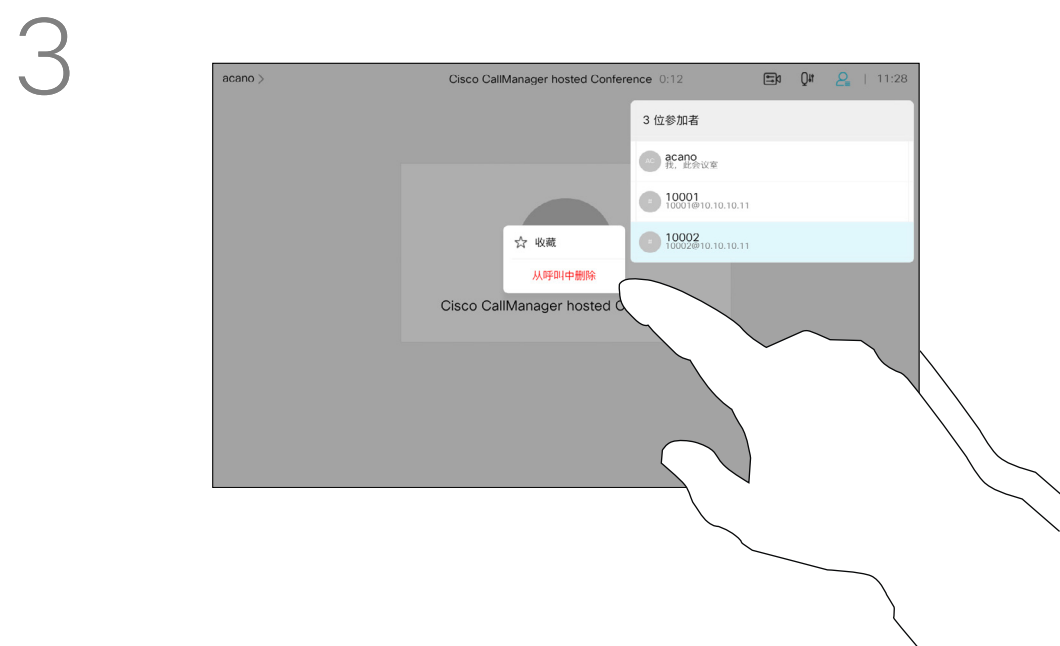 3
acano >
Cisco CallManager hosted Conference 0:12
11:28
3 位参加者
AC
acano
我，此会议室
10001
10001@10.10.10.11
10002
10002@10.10.10.11
收藏
从呼叫中删除
Cisco CallManager hosted C